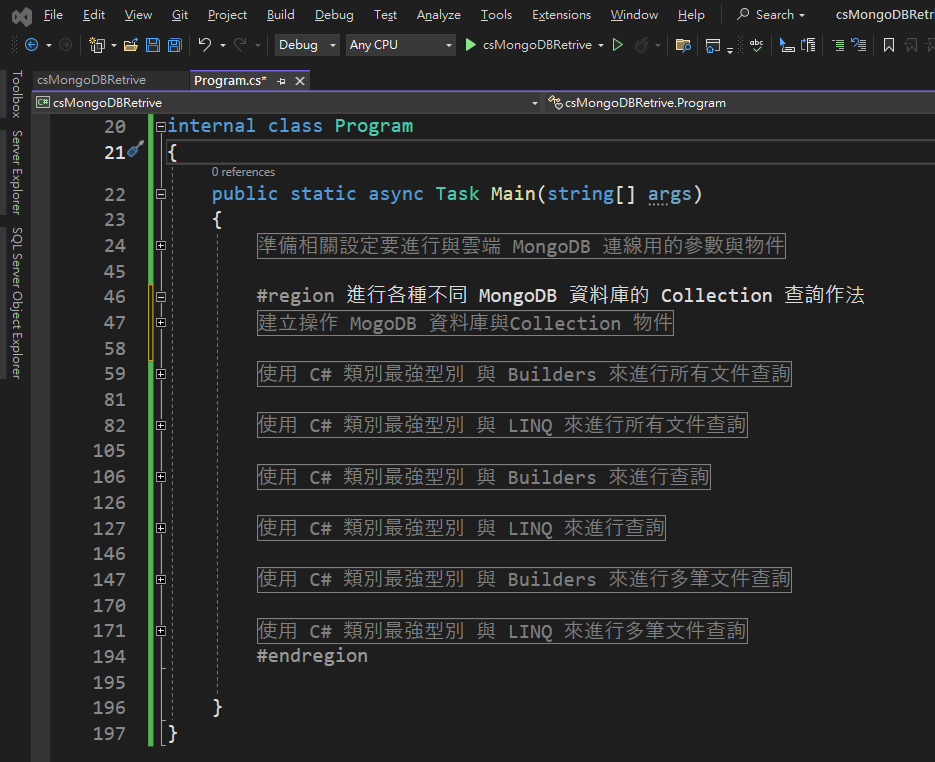 File Edit View Git Project Build Debug Test Analyze Tools Extensions Window Help Search csMongoDBRetr
Debug Any CPU csMongoDBRetrive
Toolbox
Server Explorer
SQL Server Object Explorer
csMongoDBRetrive Program.cs*
C# csMongoDBRetrive csMongoDBRetrive.Program
20 internal class Program
21 {
0 references
22 public static async Task Main(string[] args)
23 {
24 準備相關設定要進行與雲端 MongoDB 連線用的參數與物件
45
46 #region 進行各種不同 MongoDB 資料庫的 Collection 查詢作法
47 建立操作 MogoDB 資料庫與Collection 物件
58
59 使用 C# 類別最強型別 與 Builders 來進行所有文件查詢
81
82 使用 C# 類別最強型別 與 LINQ 來進行所有文件查詢
105
106 使用 C# 類別最強型別 與 Builders 來進行查詢
126
127 使用 C# 類別最強型別 與 LINQ 來進行查詢
146
147 使用 C# 類別最強型別 與 Builders 來進行多筆文件查詢
170
171 使用 C# 類別最強型別 與 LINQ 來進行多筆文件查詢
194 #endregion
195
196 }
197 }